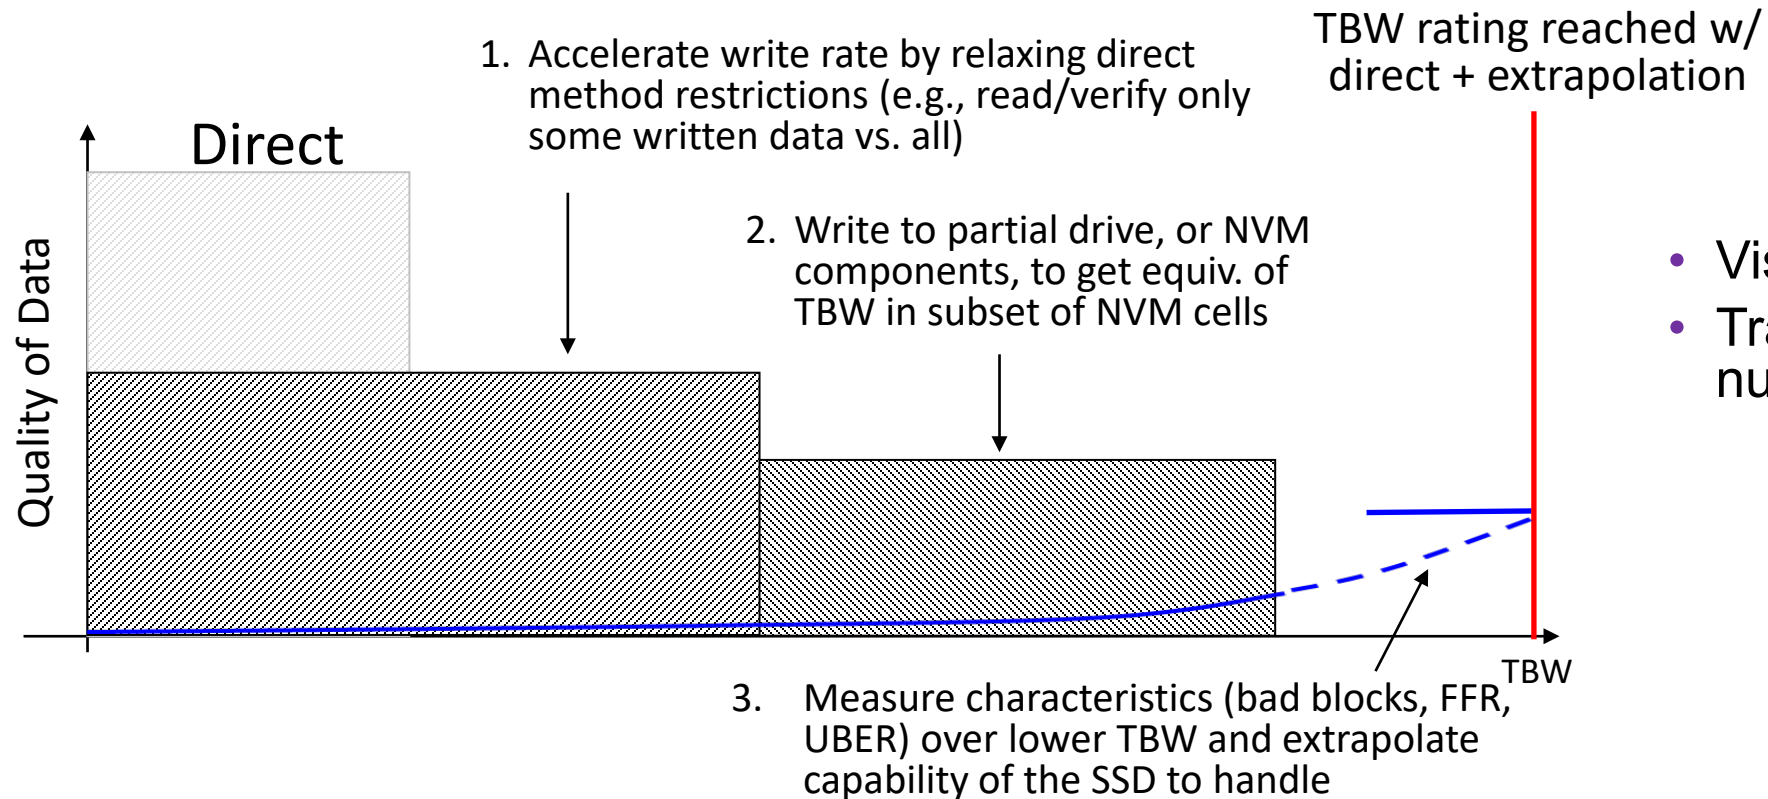 TBW rating reached w/
direct + extrapolation
1. Accelerate write rate by relaxing direct
method restrictions (e.g., read/verify only
some written data vs. all)
Direct
2. Write to partial drive, or NVM
components, to get equiv. of
TBW in subset of NVM cells
Quality of Data
TBW
3. Measure characteristics (bad blocks, FFR,
UBER) over lower TBW and extrapolate
capability of the SSD to handle